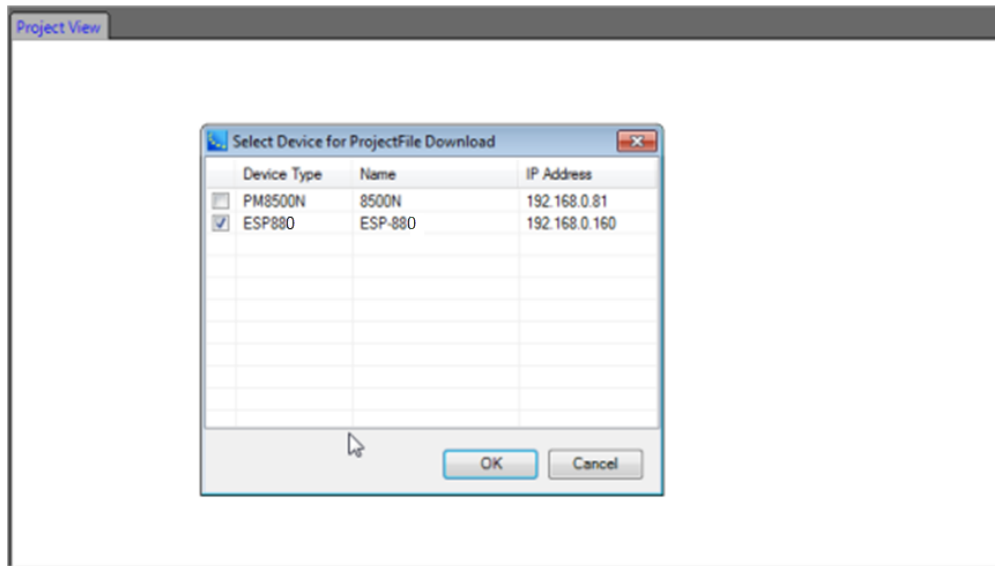 Project View
Select Device for ProjectFile Download
Device Type Name IP Address
PM8500N 8500N 192.168.0.81
ESP880 ESP-880 192.168.0.160
OK Cancel